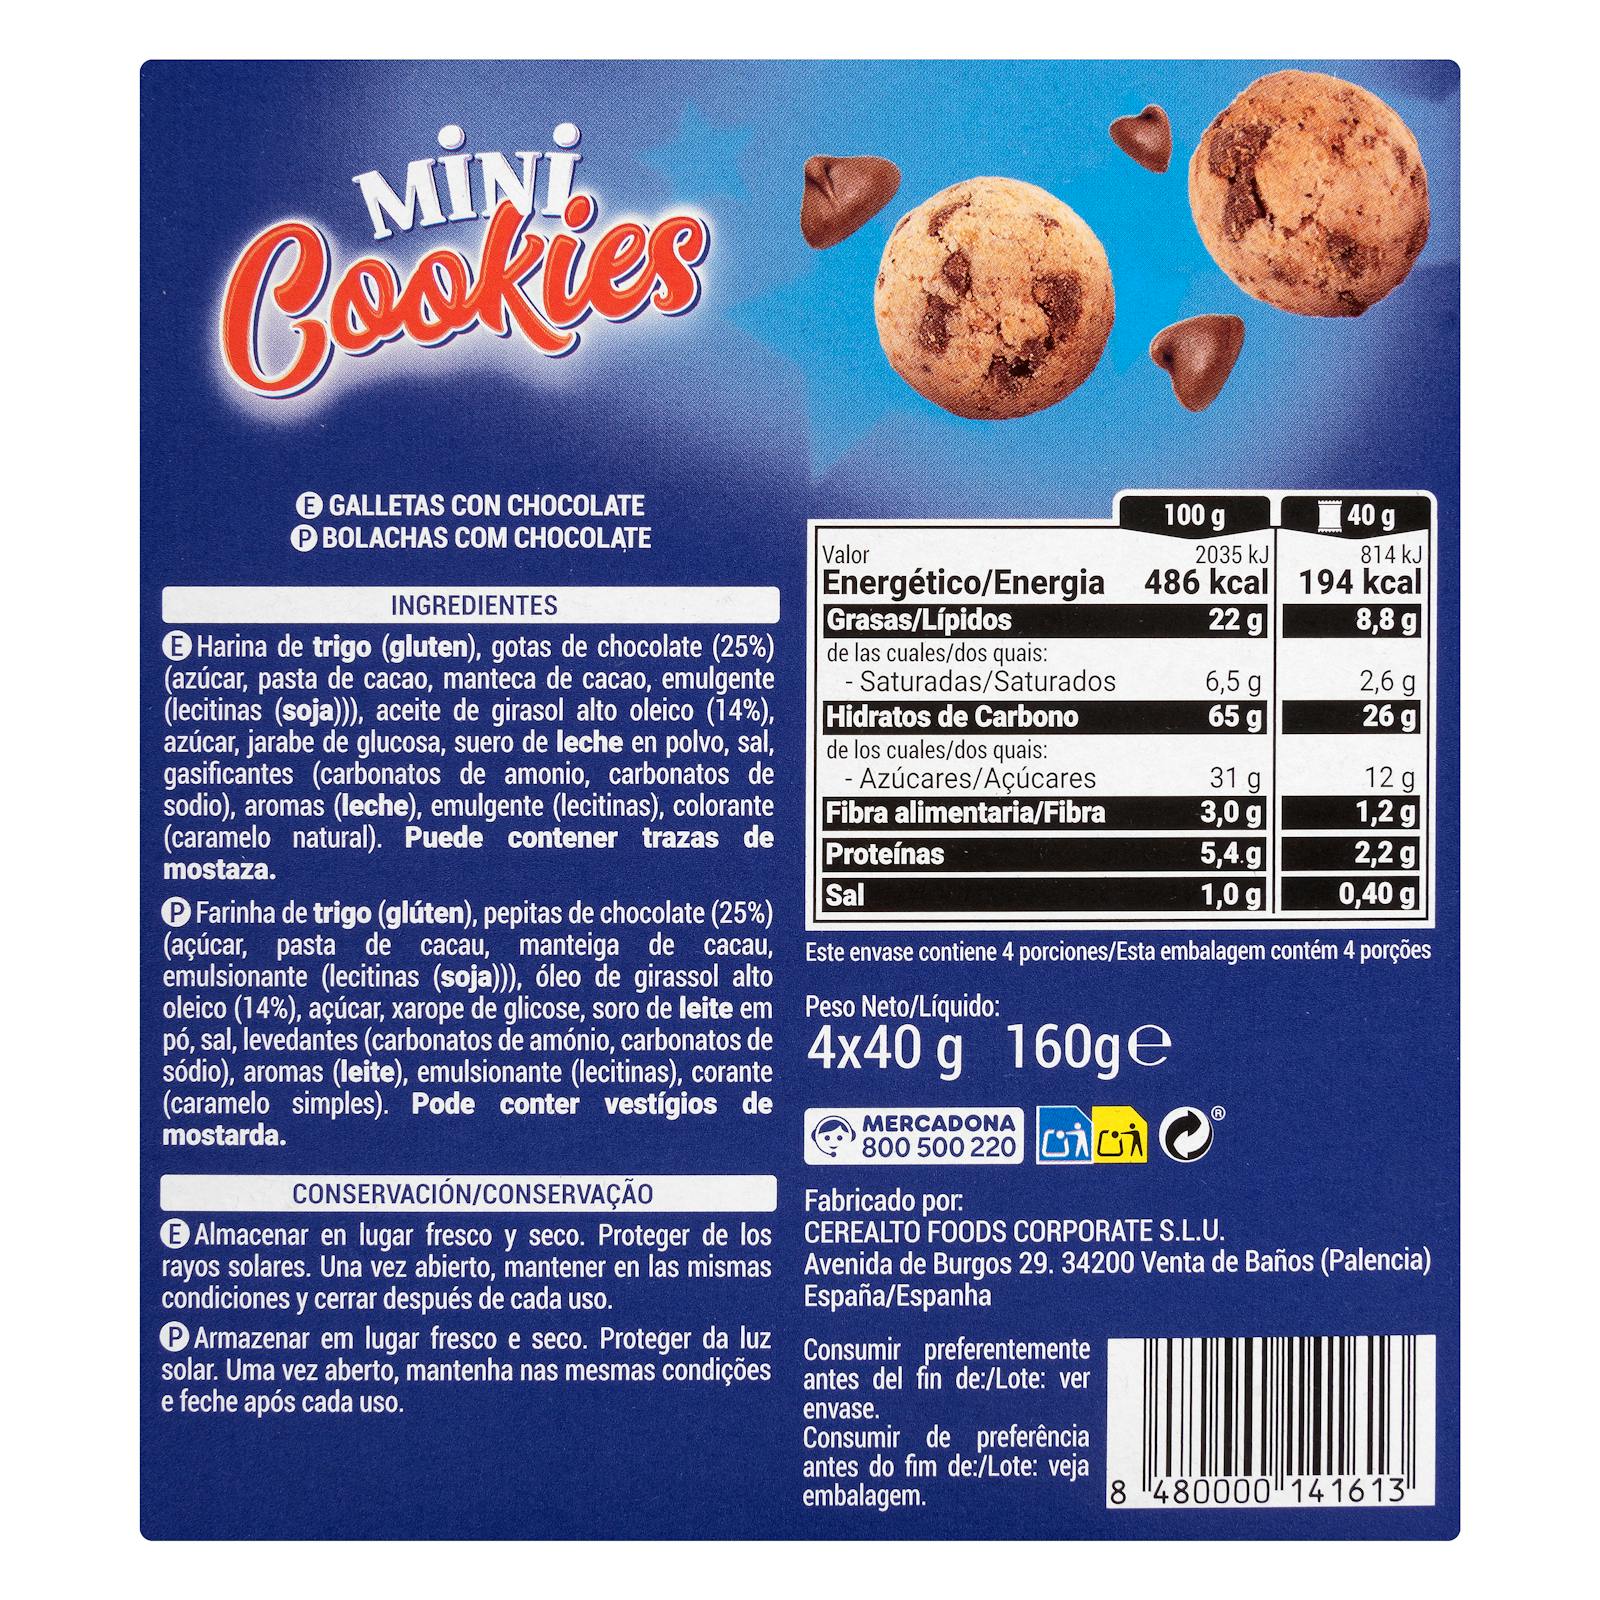 MiNi
Cookies
E GALLETAS CON CHOCOLATE
P BOLACHAS COM CHOCOLATE
INGREDIENTES
E Harina de trigo (gluten), gotas de chocolate (25%)
(azúcar, pasta de cacao, manteca de cacao, emulgente
(lecitinas (soja))), aceite de girasol alto oleico (14%),
azúcar, jarabe de glucosa, suero de leche en polvo, sal,
gasificantes (carbonatos de amonio, carbonatos de
sodio), aromas (leche), emulgente (lecitinas), colorante
(caramelo natural). Puede contener trazas de
mostaza.
P Farinha de trigo (glúten), pepitas de chocolate (25%)
(açúcar, pasta de cacau, manteiga de cacau,
emulsionante (lecitinas (soja))), óleo de girassol alto
oleico (14%), açúcar, xarope de glicose, soro de leite em
pó, sal, levedantes (carbonatos de amónio, carbonatos de
sódio), aromas (leite), emulsionante (lecitinas), corante
(caramelo simples). Pode conter vestígios de
mostarda.
CONSERVACIÓN/CONSERVAÇÃO
E Almacenar en lugar fresco y seco. Proteger de los
rayos solares. Una vez abierto, mantener en las mismas
condiciones y cerrar después de cada uso.
P Armazenar em lugar fresco e seco. Proteger da luz
solar. Uma vez aberto, mantenha nas mesmas condições
e feche após cada uso.
100 g 40 g
Valor 2035 kJ 814 kJ
Energético/Energia 486 kcal 194 kcal
Grasas/Lípidos 22 g 8,8 g
de las cuales/dos quais:
- Saturadas/Saturados 6,5 g 2,6 g
Hidratos de Carbono 65 g 26 g
de los cuales/dos quais:
- Azúcares/Açúcares 31 g 12 g
Fibra alimentaria/Fibra 3,0 g 1,2 g
Proteínas 5,4 g 2,2 g
Sal 1,0 g 0,40 g
Este envase contiene 4 porciones/Esta embalagem contém 4 porções
Peso Neto/Líquido:
4x40 g 160g℮
MERCADONA
800 500 220
®
Fabricado por:
CEREALTO FOODS CORPORATE S.L.U.
Avenida de Burgos 29. 34200 Venta de Baños (Palencia)
España/Espanha
Consumir preferentemente
antes del fin de:/Lote: ver
envase.
Consumir de preferência
antes do fim de:/Lote: veja
embalagem.
8 480000 141613